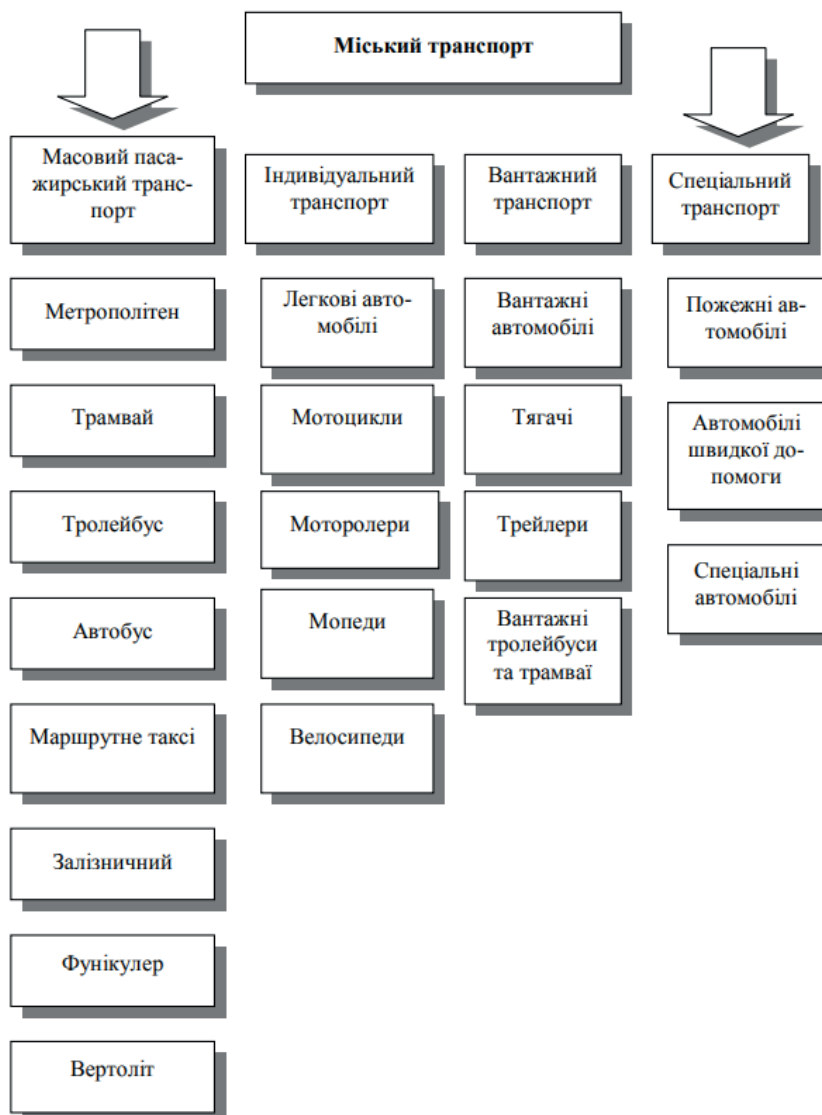 Міський транспорт
Масовий паса-
жирський транс-
порт
Індивідуальний
транспорт
Вантажний
транспорт
Спеціальний
транспорт
Метрополітен
Трамвай
Тролейбус
Автобус
Маршрутне таксі
Залізничний
Фунікулер
Вертоліт
Легкові авто-
мобілі
Мотоцикли
Моторолери
Мопеди
Велосипеди
Вантажні
автомобілі
Тягачі
Трейлери
Вантажні
тролейбуси
та трамваї
Пожежні ав-
томобілі
Автомобілі
швидкої до-
помоги
Спеціальні
автомобілі